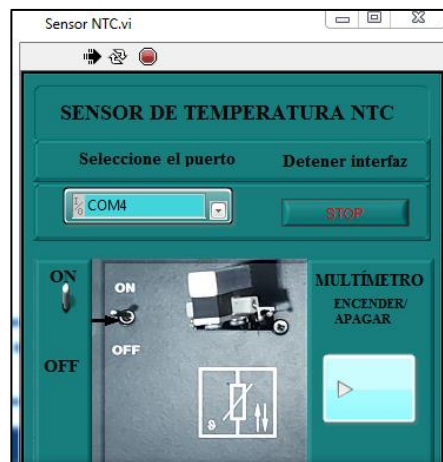 Sensor NTC.vi
SENSOR DE TEMPERATURA NTC
Seleccione el puerto
Detener interfaz
I/O COM4
STOP
ON
OFF
ON
OFF
ϑ
MULTÍMETRO
ENCENDER/
APAGAR